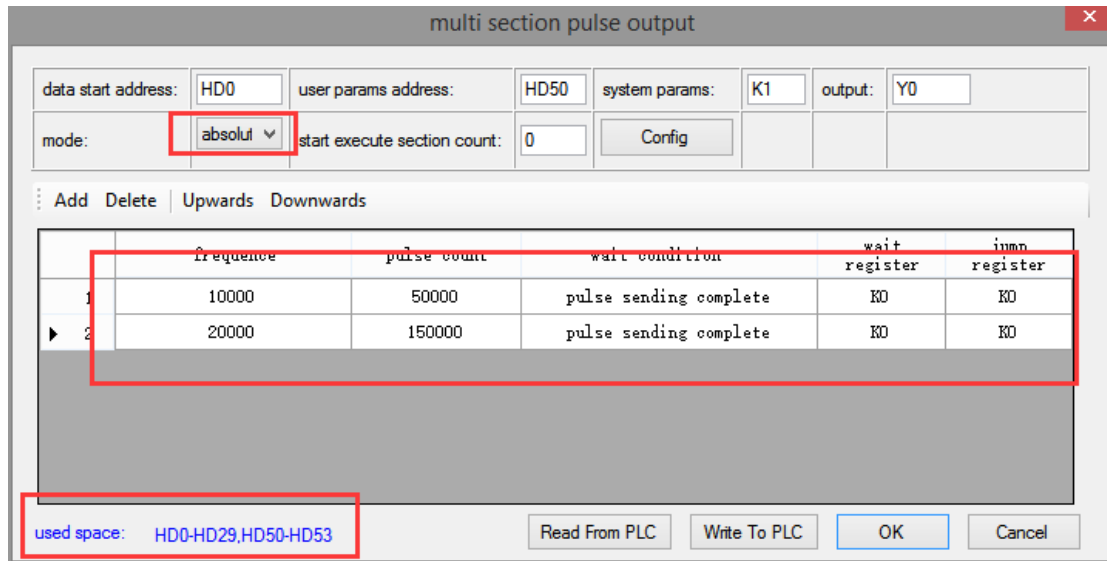 multi section pulse output
data start address: HD0 user params address: HD50 system params: K1 output: Y0
mode: absolut start execute section count: 0 Config
Add Delete Upwards Downwards
frequence pulse count wait condition wait register jump register
1 10000 50000 pulse sending complete K0 K0
2 20000 150000 pulse sending complete K0 K0
used space: HD0-HD29,HD50-HD53 Read From PLC Write To PLC OK Cancel